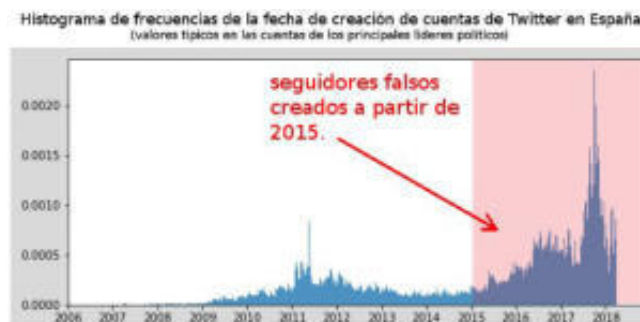 Histograma de frecuencias de la fecha de creación de cuentas de Twitter en España
(valores típicos en las cuentas de los principales líderes políticos)
seguidores falsos
creados a partir de
2015.
0.0020
0.0015
0.0010
0.0005
0.0000
2006 2007 2008 2009 2010 2011 2012 2013 2014 2015 2016 2017 2018